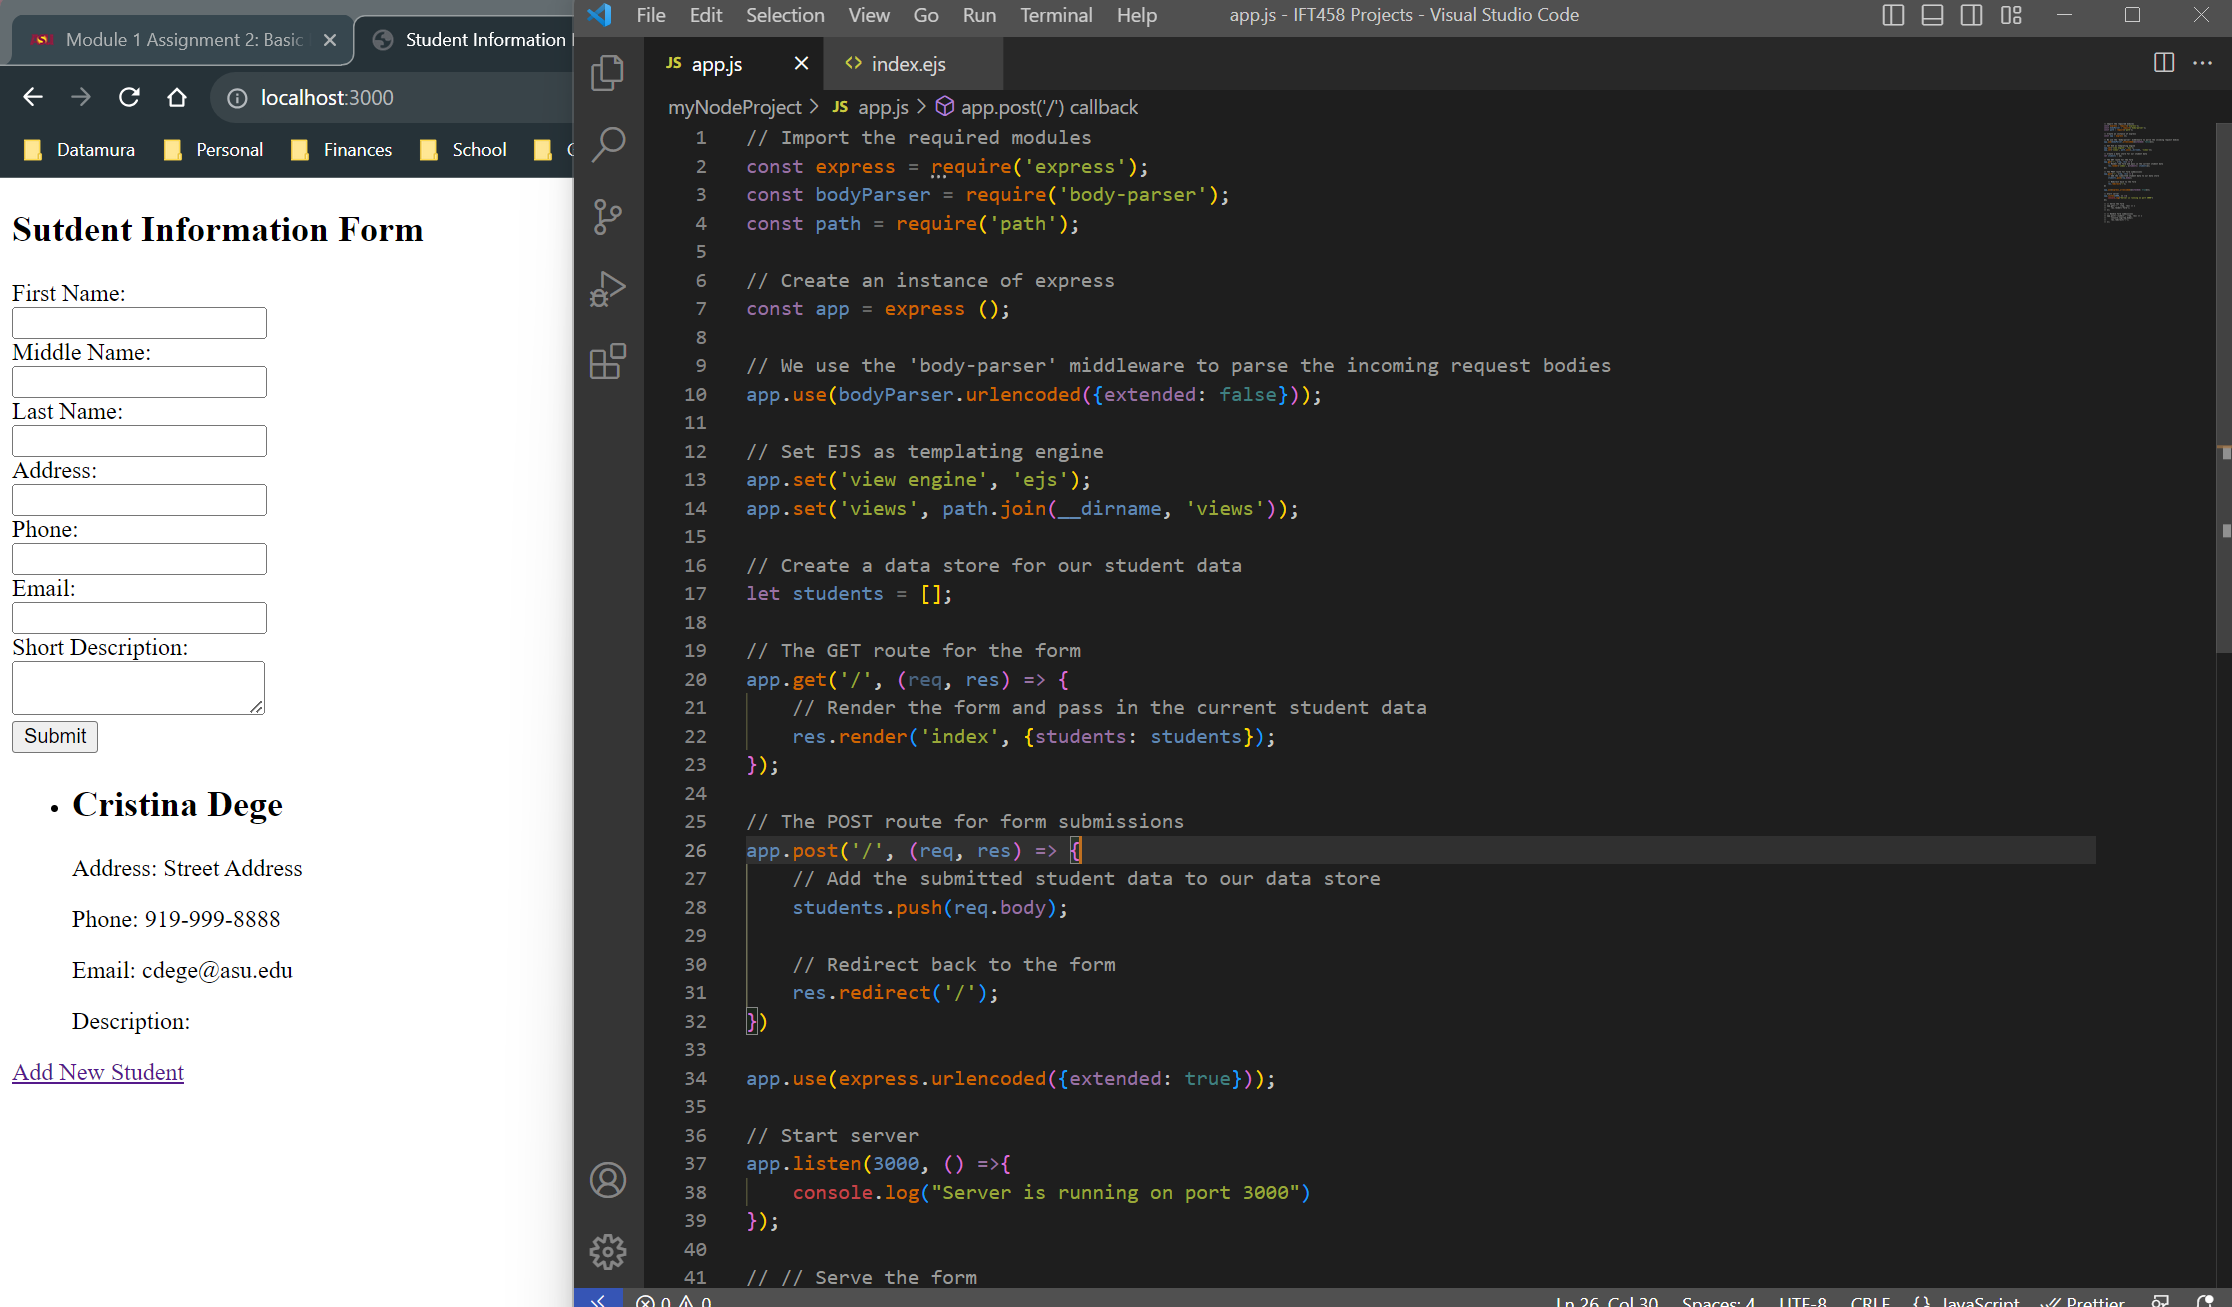 Module 1 Assignment 2: Basic
Student Information
localhost:3000
Datamura
Personal
Finances
School
Sutdent Information Form
First Name:
Middle Name:
Last Name:
Address:
Phone:
Email:
Short Description:
Submit
Cristina Dege
Address: Street Address
Phone: 919-999-8888
Email: cdege@asu.edu
Description:
Add New Student
File Edit Selection View Go Run Terminal Help
app.js - IFT458 Projects - Visual Studio Code
JS app.js
<> index.ejs
myNodeProject > JS app.js > app.post('/') callback
1 // Import the required modules
2 const express = require('express');
3 const bodyParser = require('body-parser');
4 const path = require('path');
5
6 // Create an instance of express
7 const app = express ();
8
9 // We use the 'body-parser' middleware to parse the incoming request bodies
10 app.use(bodyParser.urlencoded({extended: false}));
11
12 // Set EJS as templating engine
13 app.set('view engine', 'ejs');
14 app.set('views', path.join(__dirname, 'views'));
15
16 // Create a data store for our student data
17 let students = [];
18
19 // The GET route for the form
20 app.get('/', (req, res) => {
21 // Render the form and pass in the current student data
22 res.render('index', {students: students});
23 });
24
25 // The POST route for form submissions
26 app.post('/', (req, res) => {
27 // Add the submitted student data to our data store
28 students.push(req.body);
29
30 // Redirect back to the form
31 res.redirect('/');
32 })
33
34 app.use(express.urlencoded({extended: true}));
35
36 // Start server
37 app.listen(3000, () =>{
38 console.log("Server is running on port 3000")
39 });
40
41 // // Serve the form
0 0
Ln 26, Col 30 Spaces: 4 UTF-8 CRLF {} JavaScript Prettier